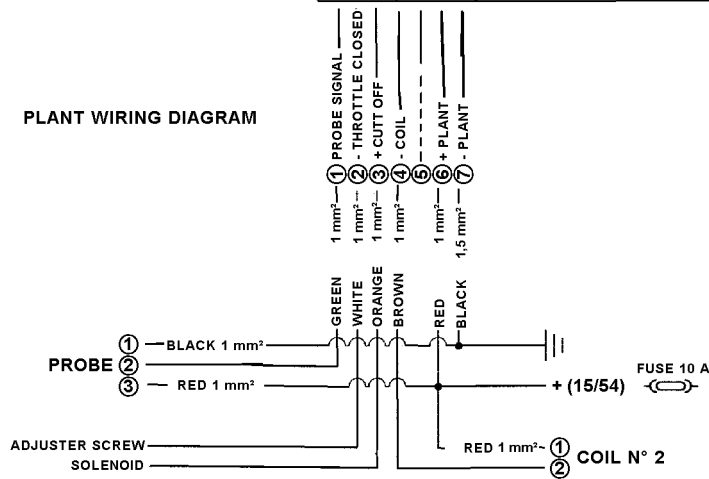 PLANT WIRING DIAGRAM
PROBE SIGNAL
- THROTTLE CLOSED
+ CUTT OFF
- COIL
+ PLANT
- PLANT
1 2 3 4 5 6 7
1 mm²
1 mm²
1 mm²
1 mm²
1 mm²
1,5 mm²
GREEN
WHITE
ORANGE
BROWN
RED
BLACK
1 BLACK 1 mm²
PROBE 2
3 RED 1 mm²
+ (15/54)
FUSE 10 A
ADJUSTER SCREW
SOLENOID
RED 1 mm² 1
2
COIL N° 2